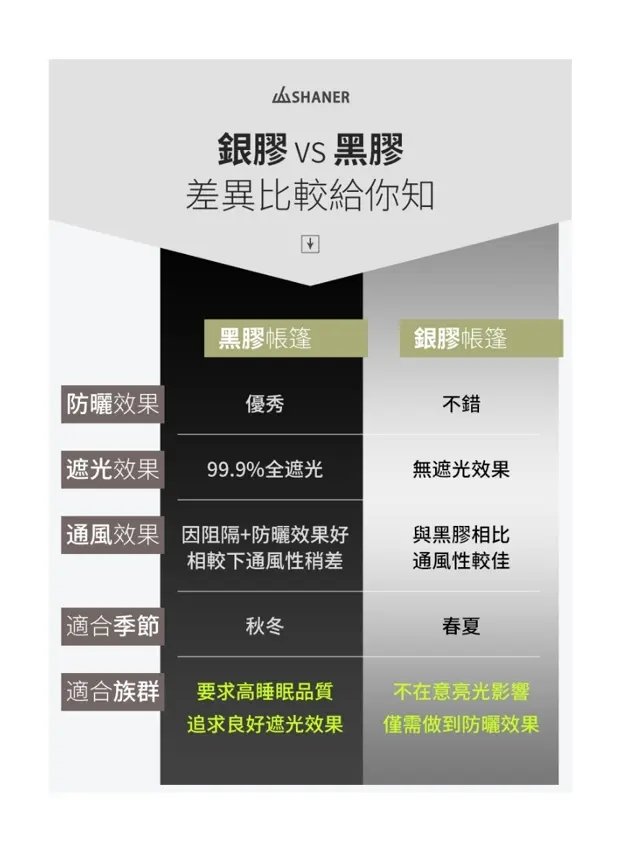 SHANER
銀膠 VS 黑膠
差異比較給你知
黑膠帳篷
銀膠帳篷
防曬效果
優秀
不錯
遮光效果
99.9%全遮光
無遮光效果
通風效果
因阻隔+防曬效果好
相較下通風性稍差
與黑膠相比
通風性較佳
適合季節
秋冬
春夏
適合族群
要求高睡眠品質
追求良好遮光效果
不在意亮光影響
僅需做到防曬效果